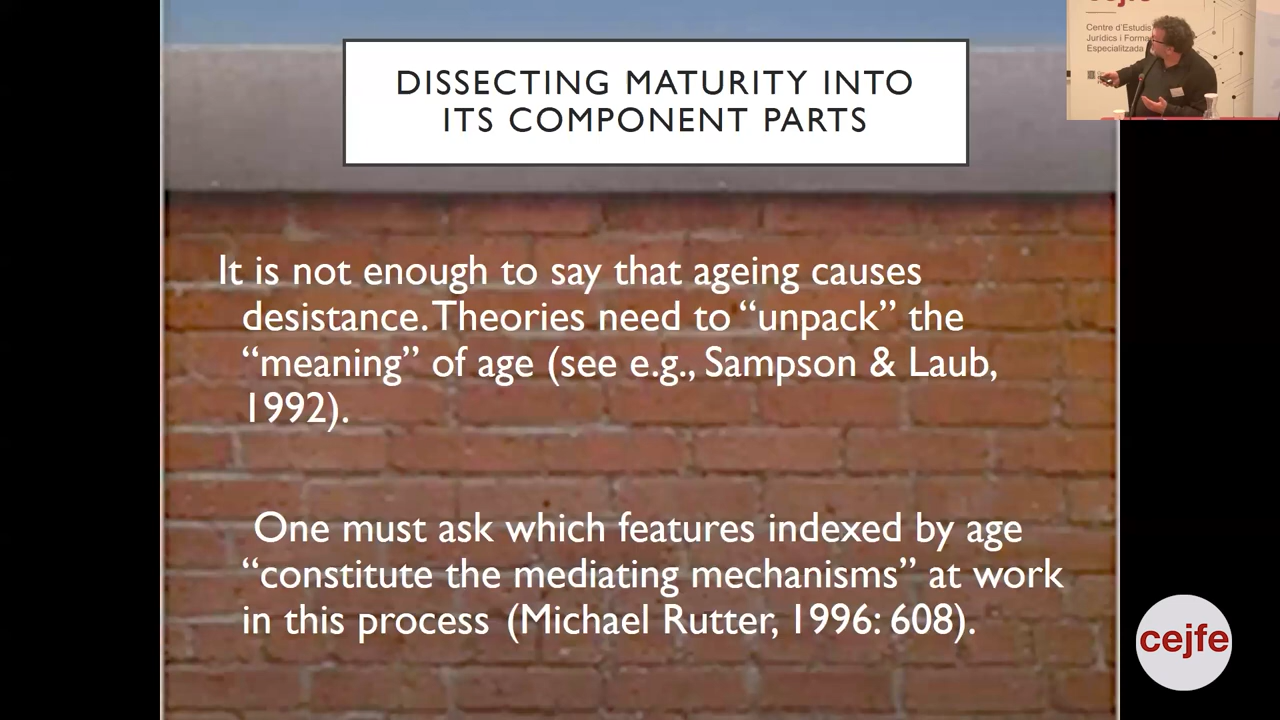 DISSECTING MATURITY INTO
ITS COMPONENT PARTS
It is not enough to say that ageing causes
desistance. Theories need to “unpack” the
“meaning” of age (see e.g., Sampson & Laub,
1992).
One must ask which features indexed by age
“constitute the mediating mechanisms” at work
in this process (Michael Rutter, 1996: 608).
cejfe
Centre d'Estudis
Jurídics i Forma
Especialitzada
cejfe